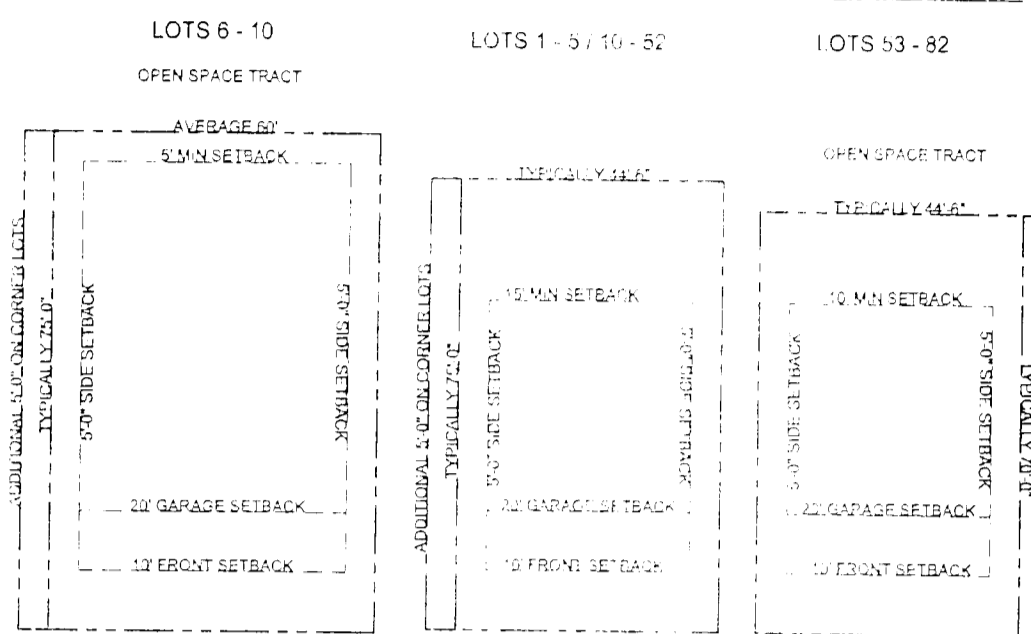 LOTS 6 - 10
OPEN SPACE TRACT
AVERAGE 60'
5' MIN SETBACK
ADDITIONAL 5'-0" ON CORNER LOTS
TYPICALLY 75'-0"
5'-0" SIDE SETBACK
5'-0" SIDE SETBACK
20' GARAGE SETBACK
10' FRONT SETBACK
LOTS 1 - 5 / 10 - 52
TYPICALLY 44'-6"
15' MIN SETBACK
ADDITIONAL 5'-0" ON CORNER LOTS
TYPICALLY 75'-0"
5'-0" SIDE SETBACK
5'-0" SIDE SETBACK
20' GARAGE SETBACK
10' FRONT SETBACK
LOTS 53 - 82
OPEN SPACE TRACT
TYPICALLY 44'-6"
10' MIN SETBACK
5'-0" SIDE SETBACK
5'-0" SIDE SETBACK
TYPICALLY 70'-0"
20' GARAGE SETBACK
10' FRONT SETBACK